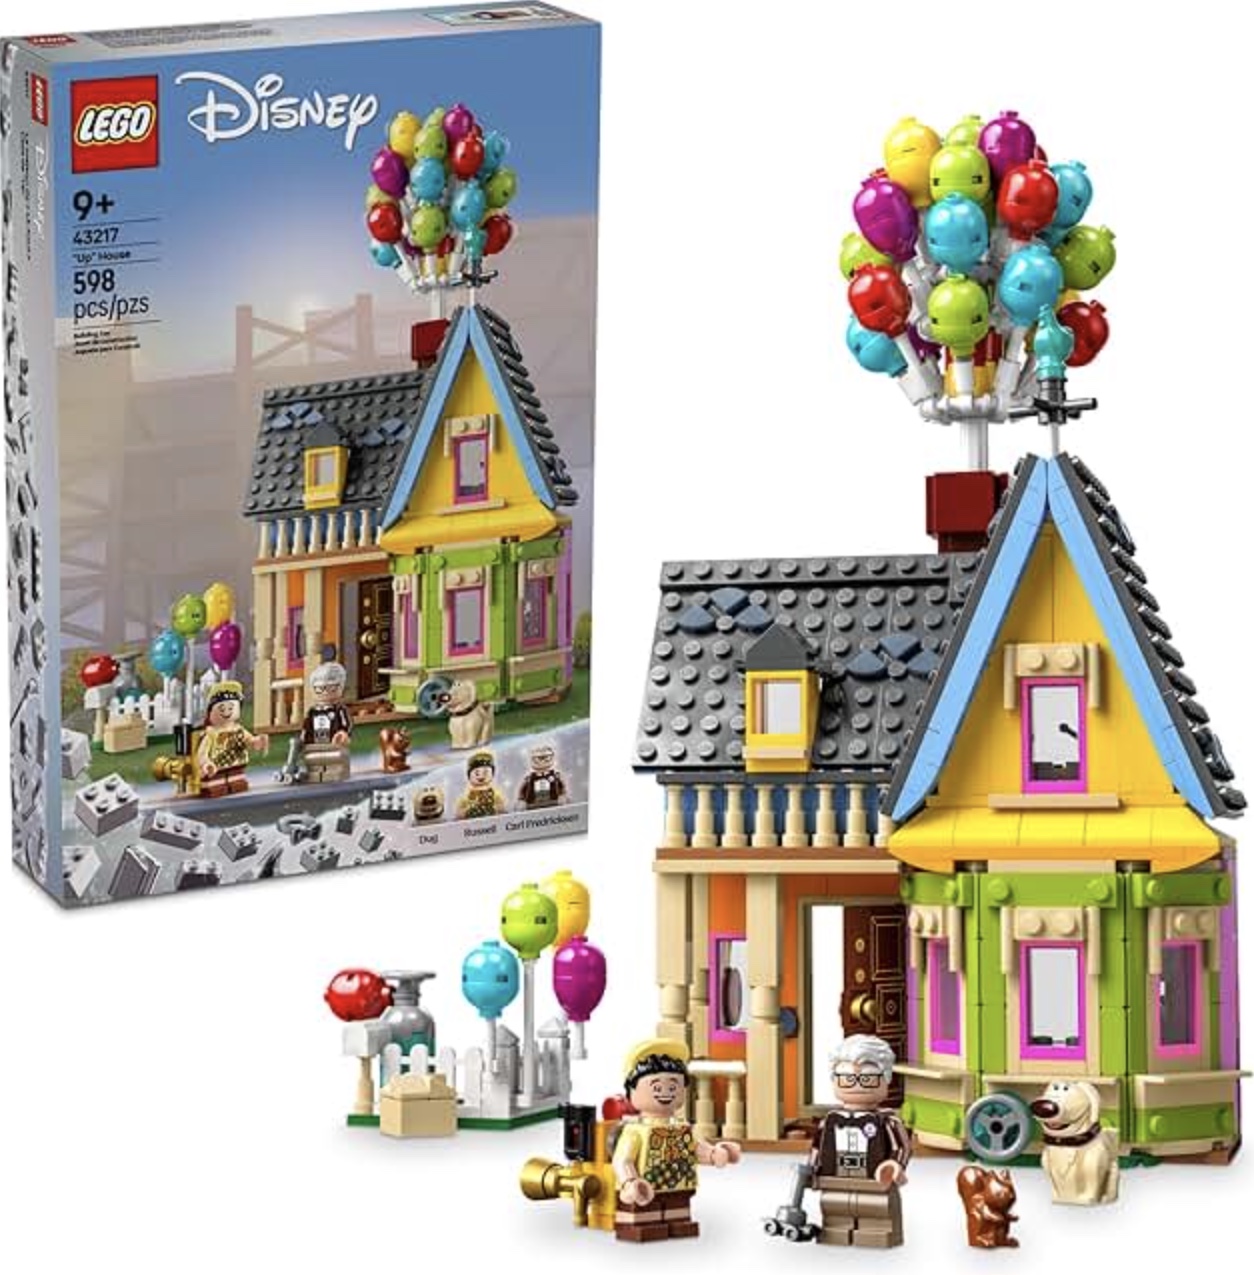 LEGO
DISNEY
9+
43217
"Up" House
598
pcs/pzs
Dug Russell Carl Fredricksen